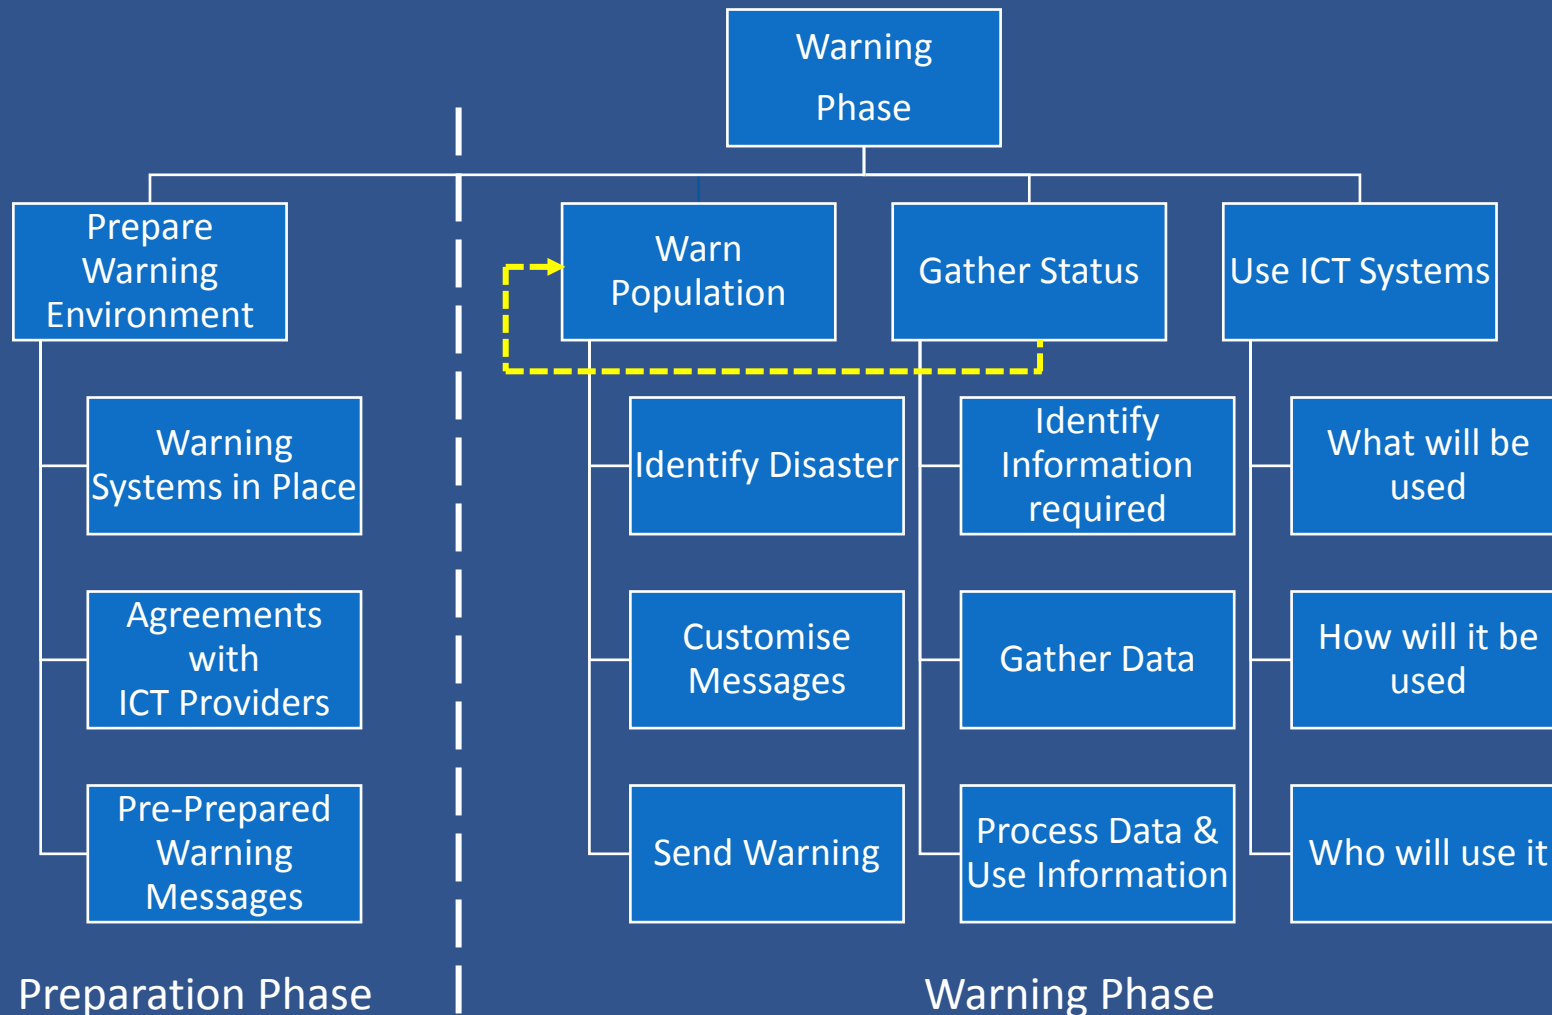 Warning
Phase
Prepare
Warning
Environment
Warn
Population
Gather Status
Use ICT Systems
Warning
Systems in Place
Identify Disaster
Identify
Information
required
What will be
used
Agreements
with
ICT Providers
Customise
Messages
Gather Data
How will it be
used
Pre-Prepared
Warning
Messages
Send Warning
Process Data &
Use Information
Who will use it
Preparation Phase
Warning Phase